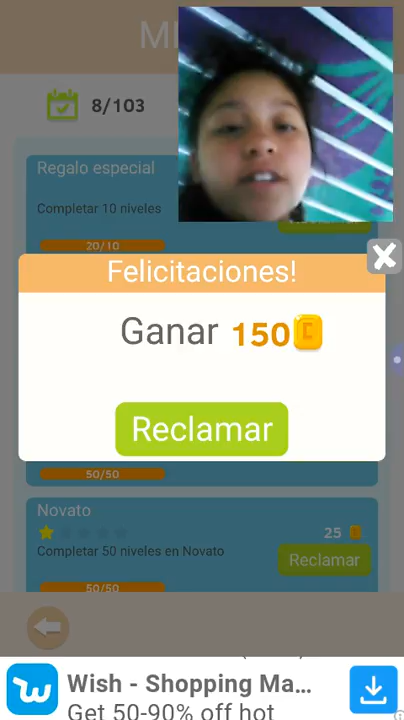 8/103
Regalo especial
Completar 10 niveles
20/10
Felicitaciones!
Ganar 150
Reclamar
50/50
Novato
25
Completar 50 niveles en Novato
Reclamar
50/50
Wish - Shopping Ma...
Get 50-90% off hot